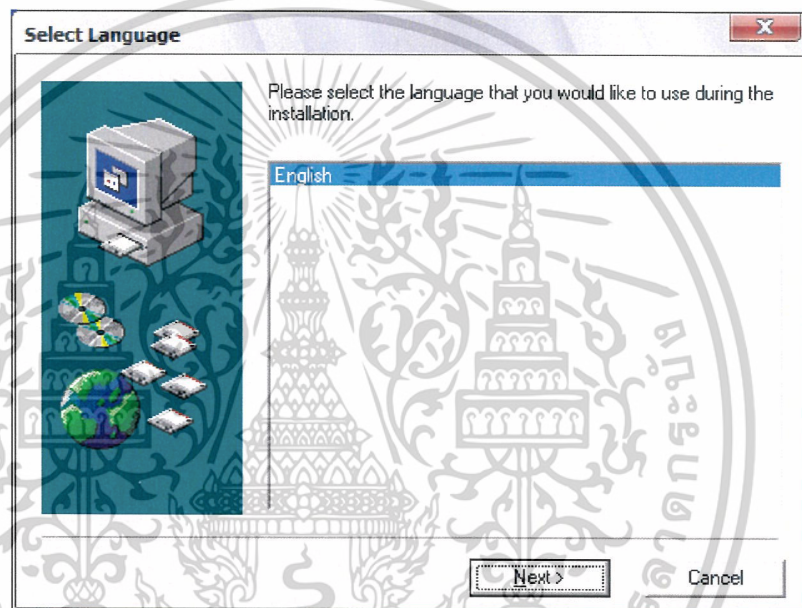 Select Language
Please select the language that you would like to use during the
installation.
English
Next >
Cancel